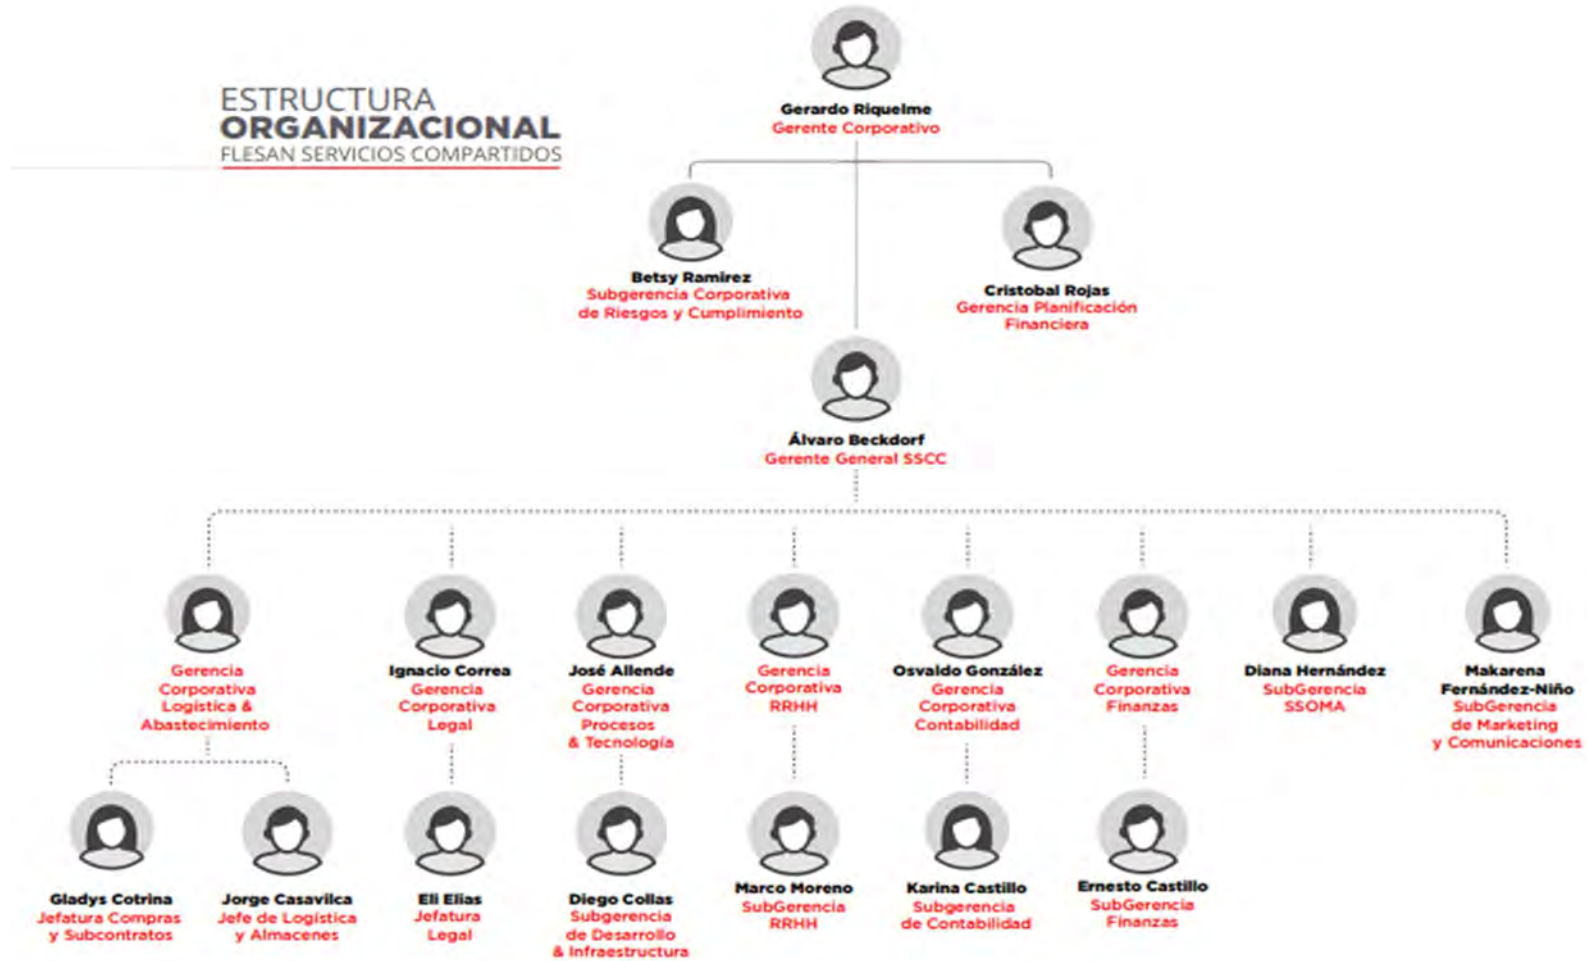 ESTRUCTURA
ORGANIZACIONAL
FLESAN SERVICIOS COMPARTIDOS
Gerardo Riquelme
Gerente Corporativo
Betsy Ramirez
Subgerencia Corporativa
de Riesgos y Cumplimiento
Cristobal Rojas
Gerencia Planificación
Financiera
Álvaro Beckdorf
Gerente General SSCC
Gerencia
Corporativa
Logística &
Abastecimiento
Ignacio Correa
Gerencia
Corporativa
Legal
José Allende
Gerencia
Corporativa
Procesos
& Tecnología
Gerencia
Corporativa
RRHH
Osvaldo González
Gerencia
Corporativa
Contabilidad
Gerencia
Corporativa
Finanzas
Diana Hernández
SubGerencia
SSOMA
Makarena
Fernández-Niño
SubGerencia
de Marketing
y Comunicaciones
Gladys Cotrina
Jefatura Compras
y Subcontratos
Jorge Casavilca
Jefe de Logística
y Almacenes
Eli Elias
Jefatura
Legal
Diego Collas
Subgerencia
de Desarrollo
& Infraestructura
Marco Moreno
SubGerencia
RRHH
Karina Castillo
Subgerencia
de Contabilidad
Ernesto Castillo
SubGerencia
Finanzas